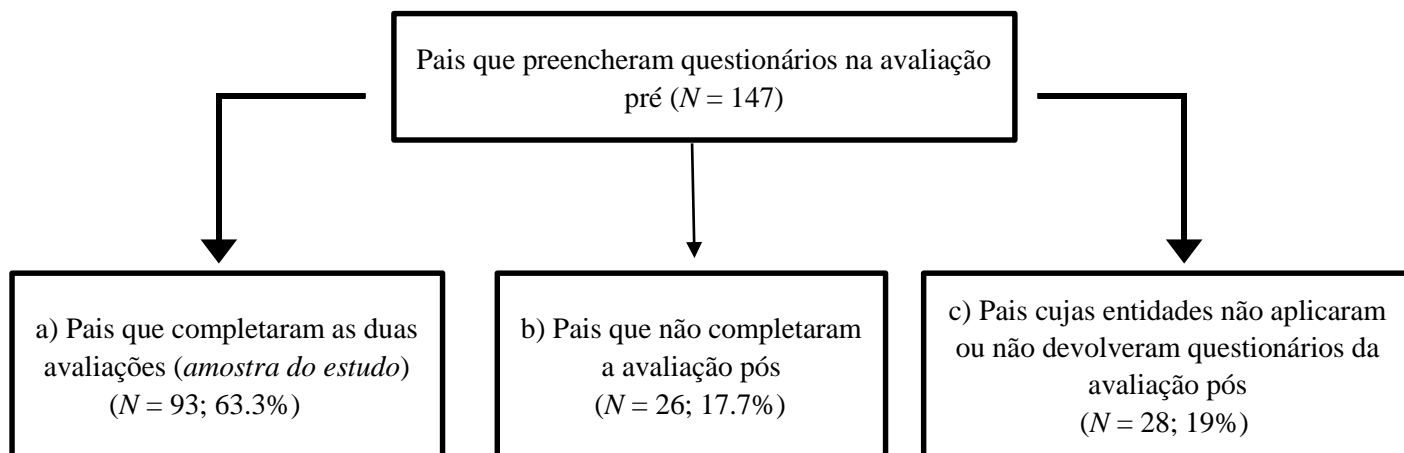 Pais que preencheram questionários na avaliação
pré (N = 147)
a) Pais que completaram as duas
avaliações (amostra do estudo)
(N = 93; 63.3%)
b) Pais que não completaram
a avaliação pós
(N = 26; 17.7%)
c) Pais cujas entidades não aplicaram
ou não devolveram questionários da
avaliação pós
(N = 28; 19%)